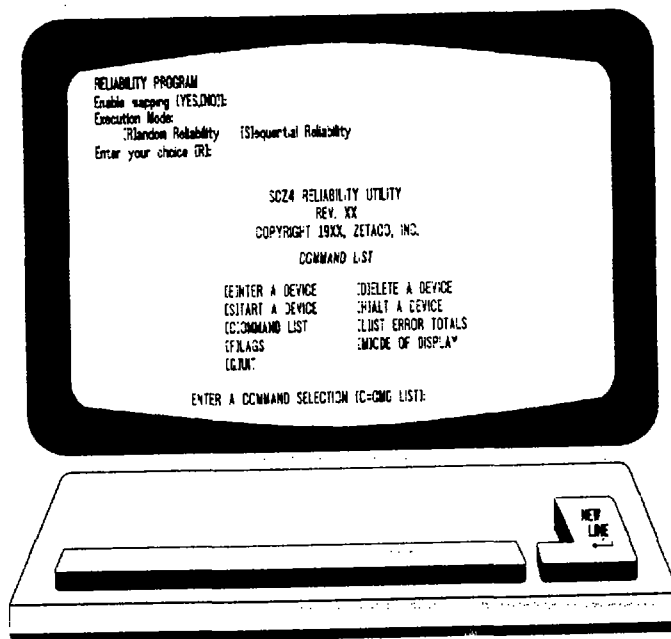 RELIABILITY PROGRAM
Enable mapping [YES,[NO]]:
Execution Mode:
[R]andom Reliability [S]equential Reliability
Enter your choice [R]:
SCZ4 RELIABILITY UTILITY
REV. XX
COPYRIGHT 19XX, ZETACO, INC.
COMMAND LIST
[E]NTER A DEVICE [D]ELETE A DEVICE
[S]TART A DEVICE [H]ALT A DEVICE
[C]OMMAND LIST [L]IST ERROR TOTALS
[F]LAGS [M]ODE OF DISPLAY
[Q]UIT
ENTER A COMMAND SELECTION [C=CMD LIST]:
NEW
LINE